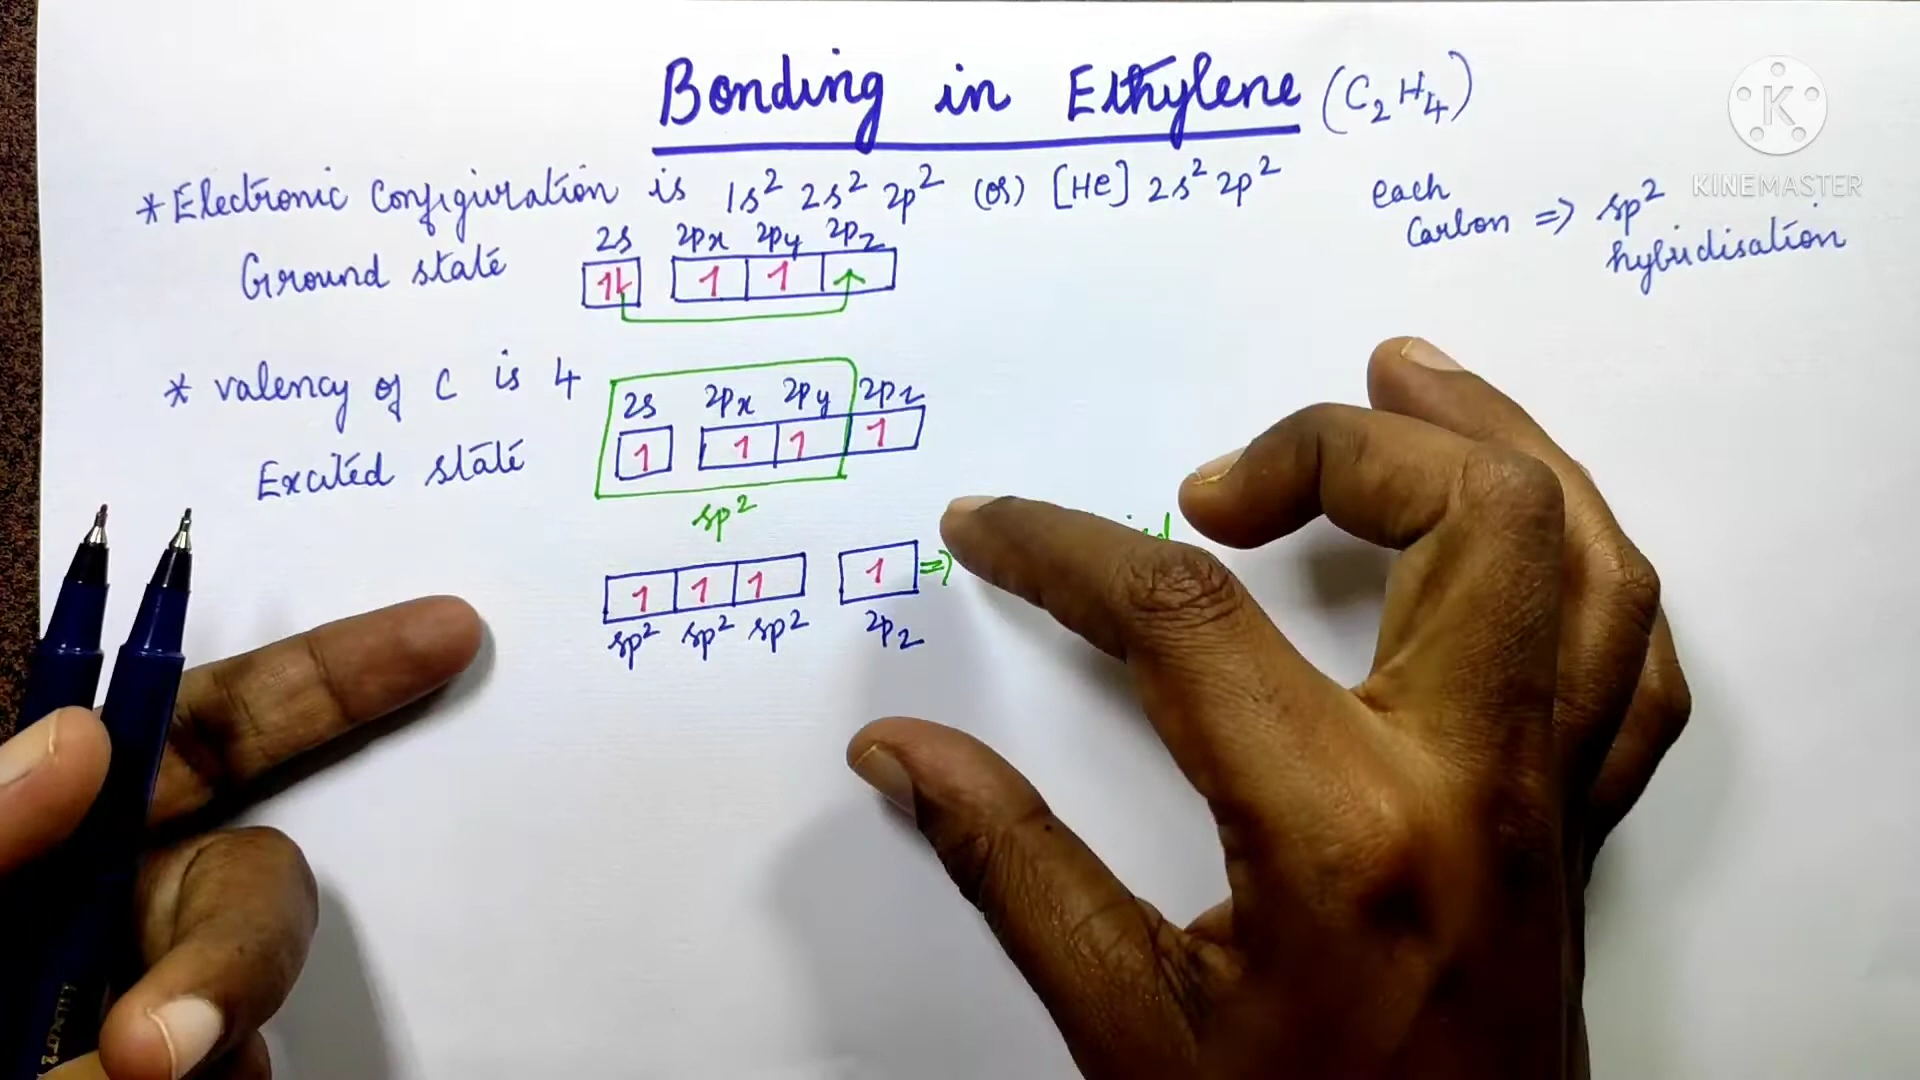 Bonding in Ethylene (C₂H₄)
* Electronic Configuration is 1s² 2s² 2p² (or) [He] 2s² 2p²
each
Carbon ⇒ sp²
hybridisation
2s 2px 2py 2pz
Ground state 1⇂ 1 1 ↑
* Valency of C is 4
2s 2px 2py 2pz
Excited state 1 1 1 1
sp²
1 1 1 1 ⇒
sp² sp² sp² 2pz
K
KINEMASTER